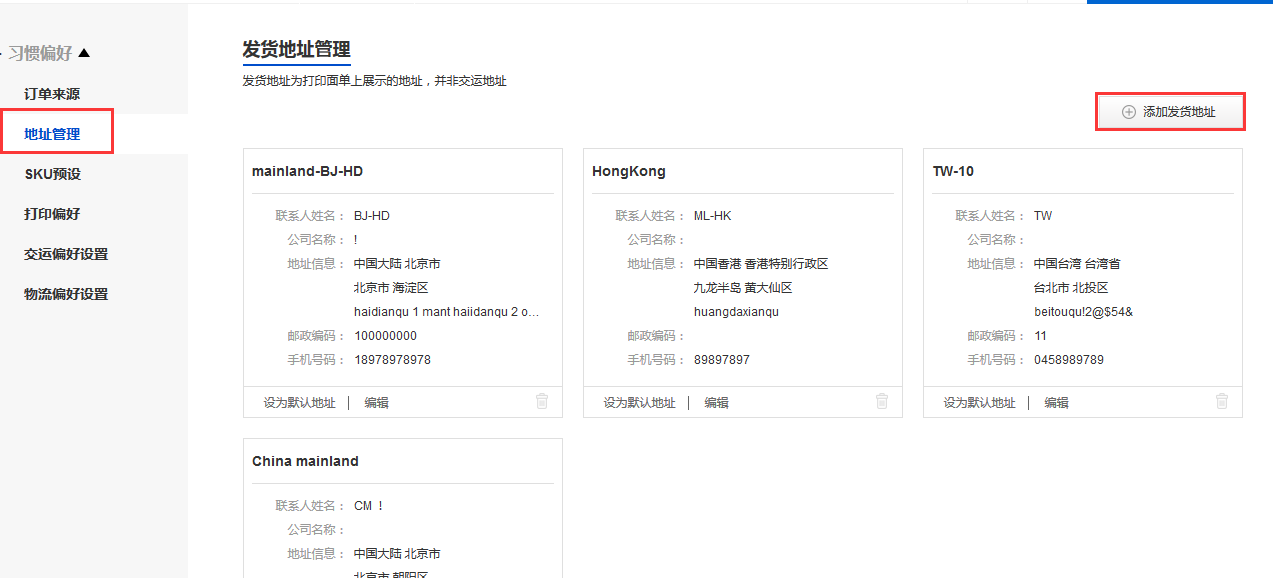 习惯偏好
订单来源
地址管理
SKU预设
打印偏好
交运偏好设置
物流偏好设置
发货地址管理
发货地址为打印面单上展示的地址，并非交运地址
添加发货地址
mainland-BJ-HD
联系人姓名： BJ-HD
公司名称： ！
地址信息： 中国大陆 北京市
北京市 海淀区
haidianqu 1 mant haiidanqu 2 o...
邮政编码： 100000000
手机号码： 18978978978
设为默认地址 | 编辑
HongKong
联系人姓名： ML-HK
公司名称：
地址信息： 中国香港 香港特别行政区
九龙半岛 黄大仙区
huangdaxianqu
邮政编码：
手机号码： 89897897
设为默认地址 | 编辑
TW-10
联系人姓名： TW
公司名称：
地址信息： 中国台湾 台湾省
台北市 北投区
beitouqu!2@$54&
邮政编码： 11
手机号码： 0458989789
设为默认地址 | 编辑
China mainland
联系人姓名： CM ！
公司名称：
地址信息： 中国大陆 北京市
北京市 朝阳区